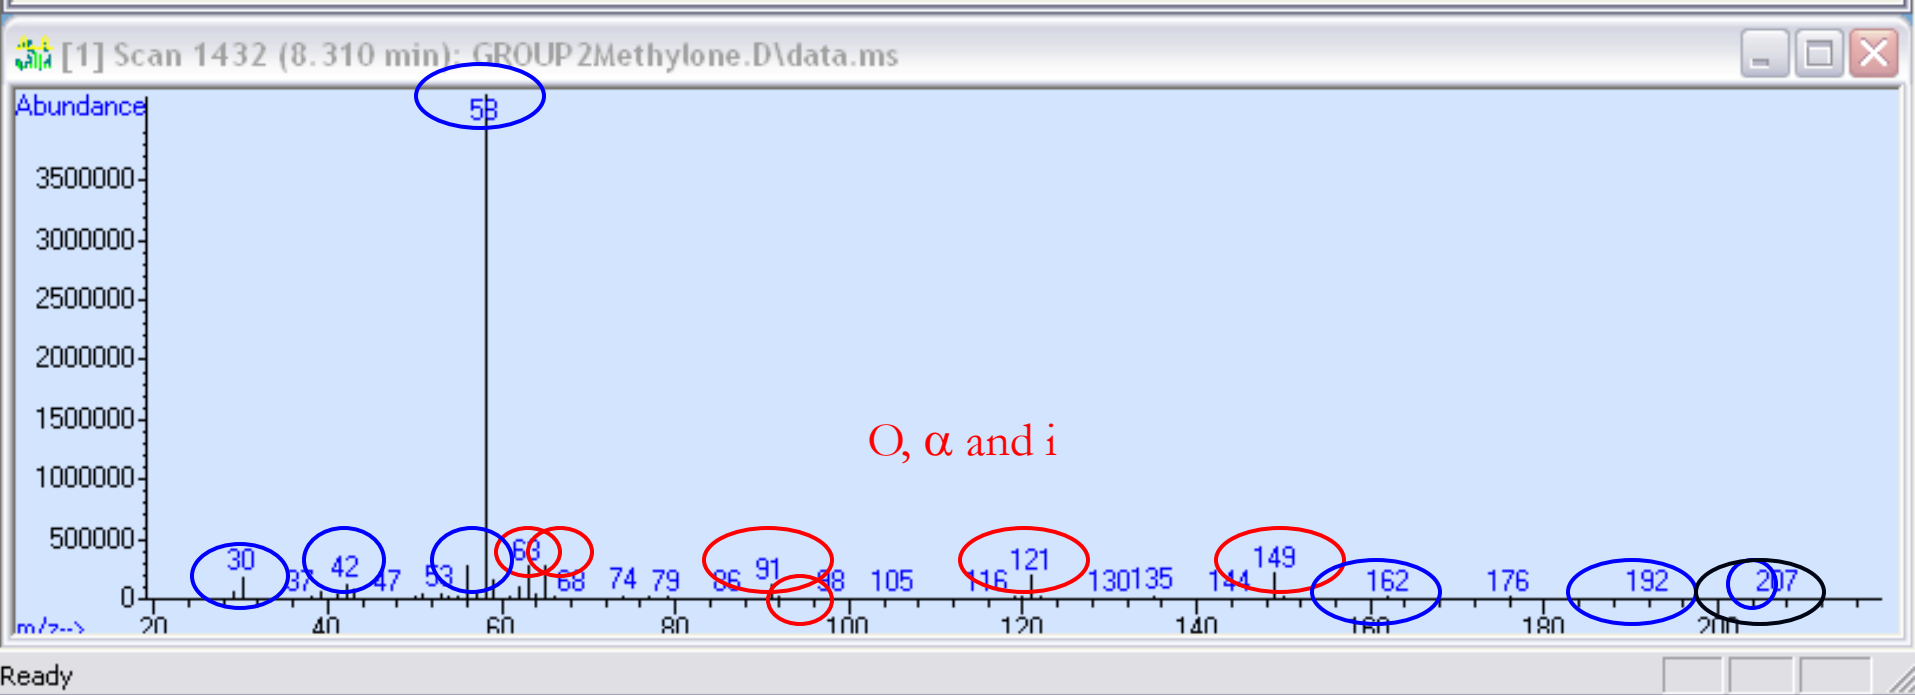 [1] Scan 1432 (8.310 min): GROUP2Methylone.D\data.ms
Abundance
58
3500000
3000000
2500000
2000000
1500000
O, α and i
1000000
500000
30 37 42 47 53 63 68 74 79 86 91 98 105 116 121 130 135 144 149 162 176 192 207
0
m/z--> 20 40 60 80 100 120 140 160 180 200
Ready